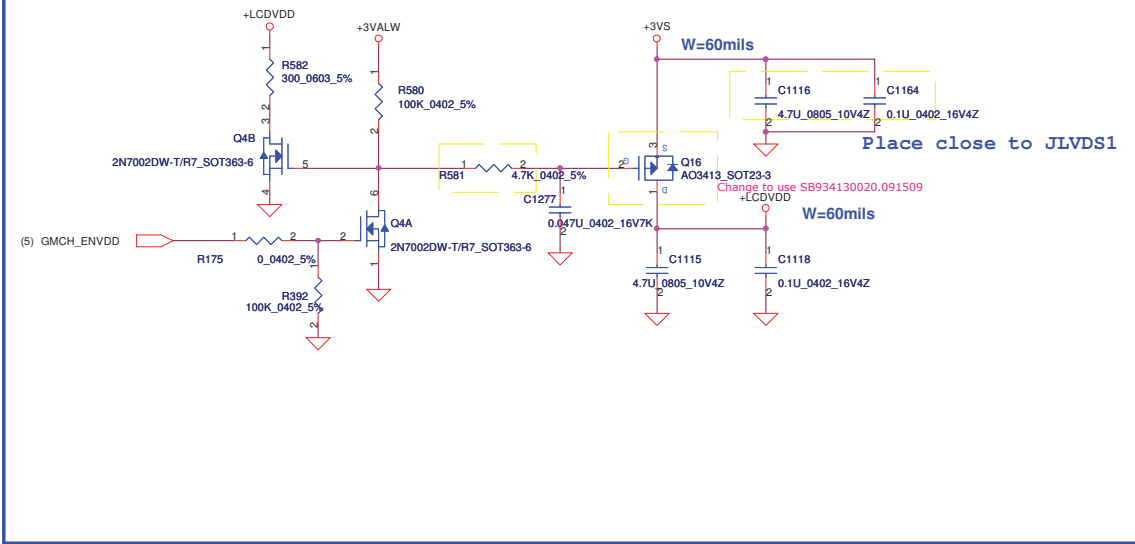 +LCDVDD
+3VALW
+3VS
W=60mils
1
R582
300_0603_5%
2
1
R580
100K_0402_5%
2
1
C1116
4.7U_0805_10V4Z
2
1
C1164
0.1U_0402_16V4Z
2
Place close to JLVDS1
3
Q4B
2N7002DW-T/R7_SOT363-6
5
4
1
2
R581
4.7K_0402_5%
3
S
2
G
Q16
AO3413_SOT23-3
D
1
Change to use SB934130020.091509
+LCDVDD
W=60mils
1
C1277
0.047U_0402_16V7K
2
6
Q4A
2N7002DW-T/R7_SOT363-6
2
1
(5) GMCH_ENVDD
1
2
R175
0_0402_5%
1
R392
100K_0402_5%
2
1
C1115
4.7U_0805_10V4Z
2
1
C1118
0.1U_0402_16V4Z
2